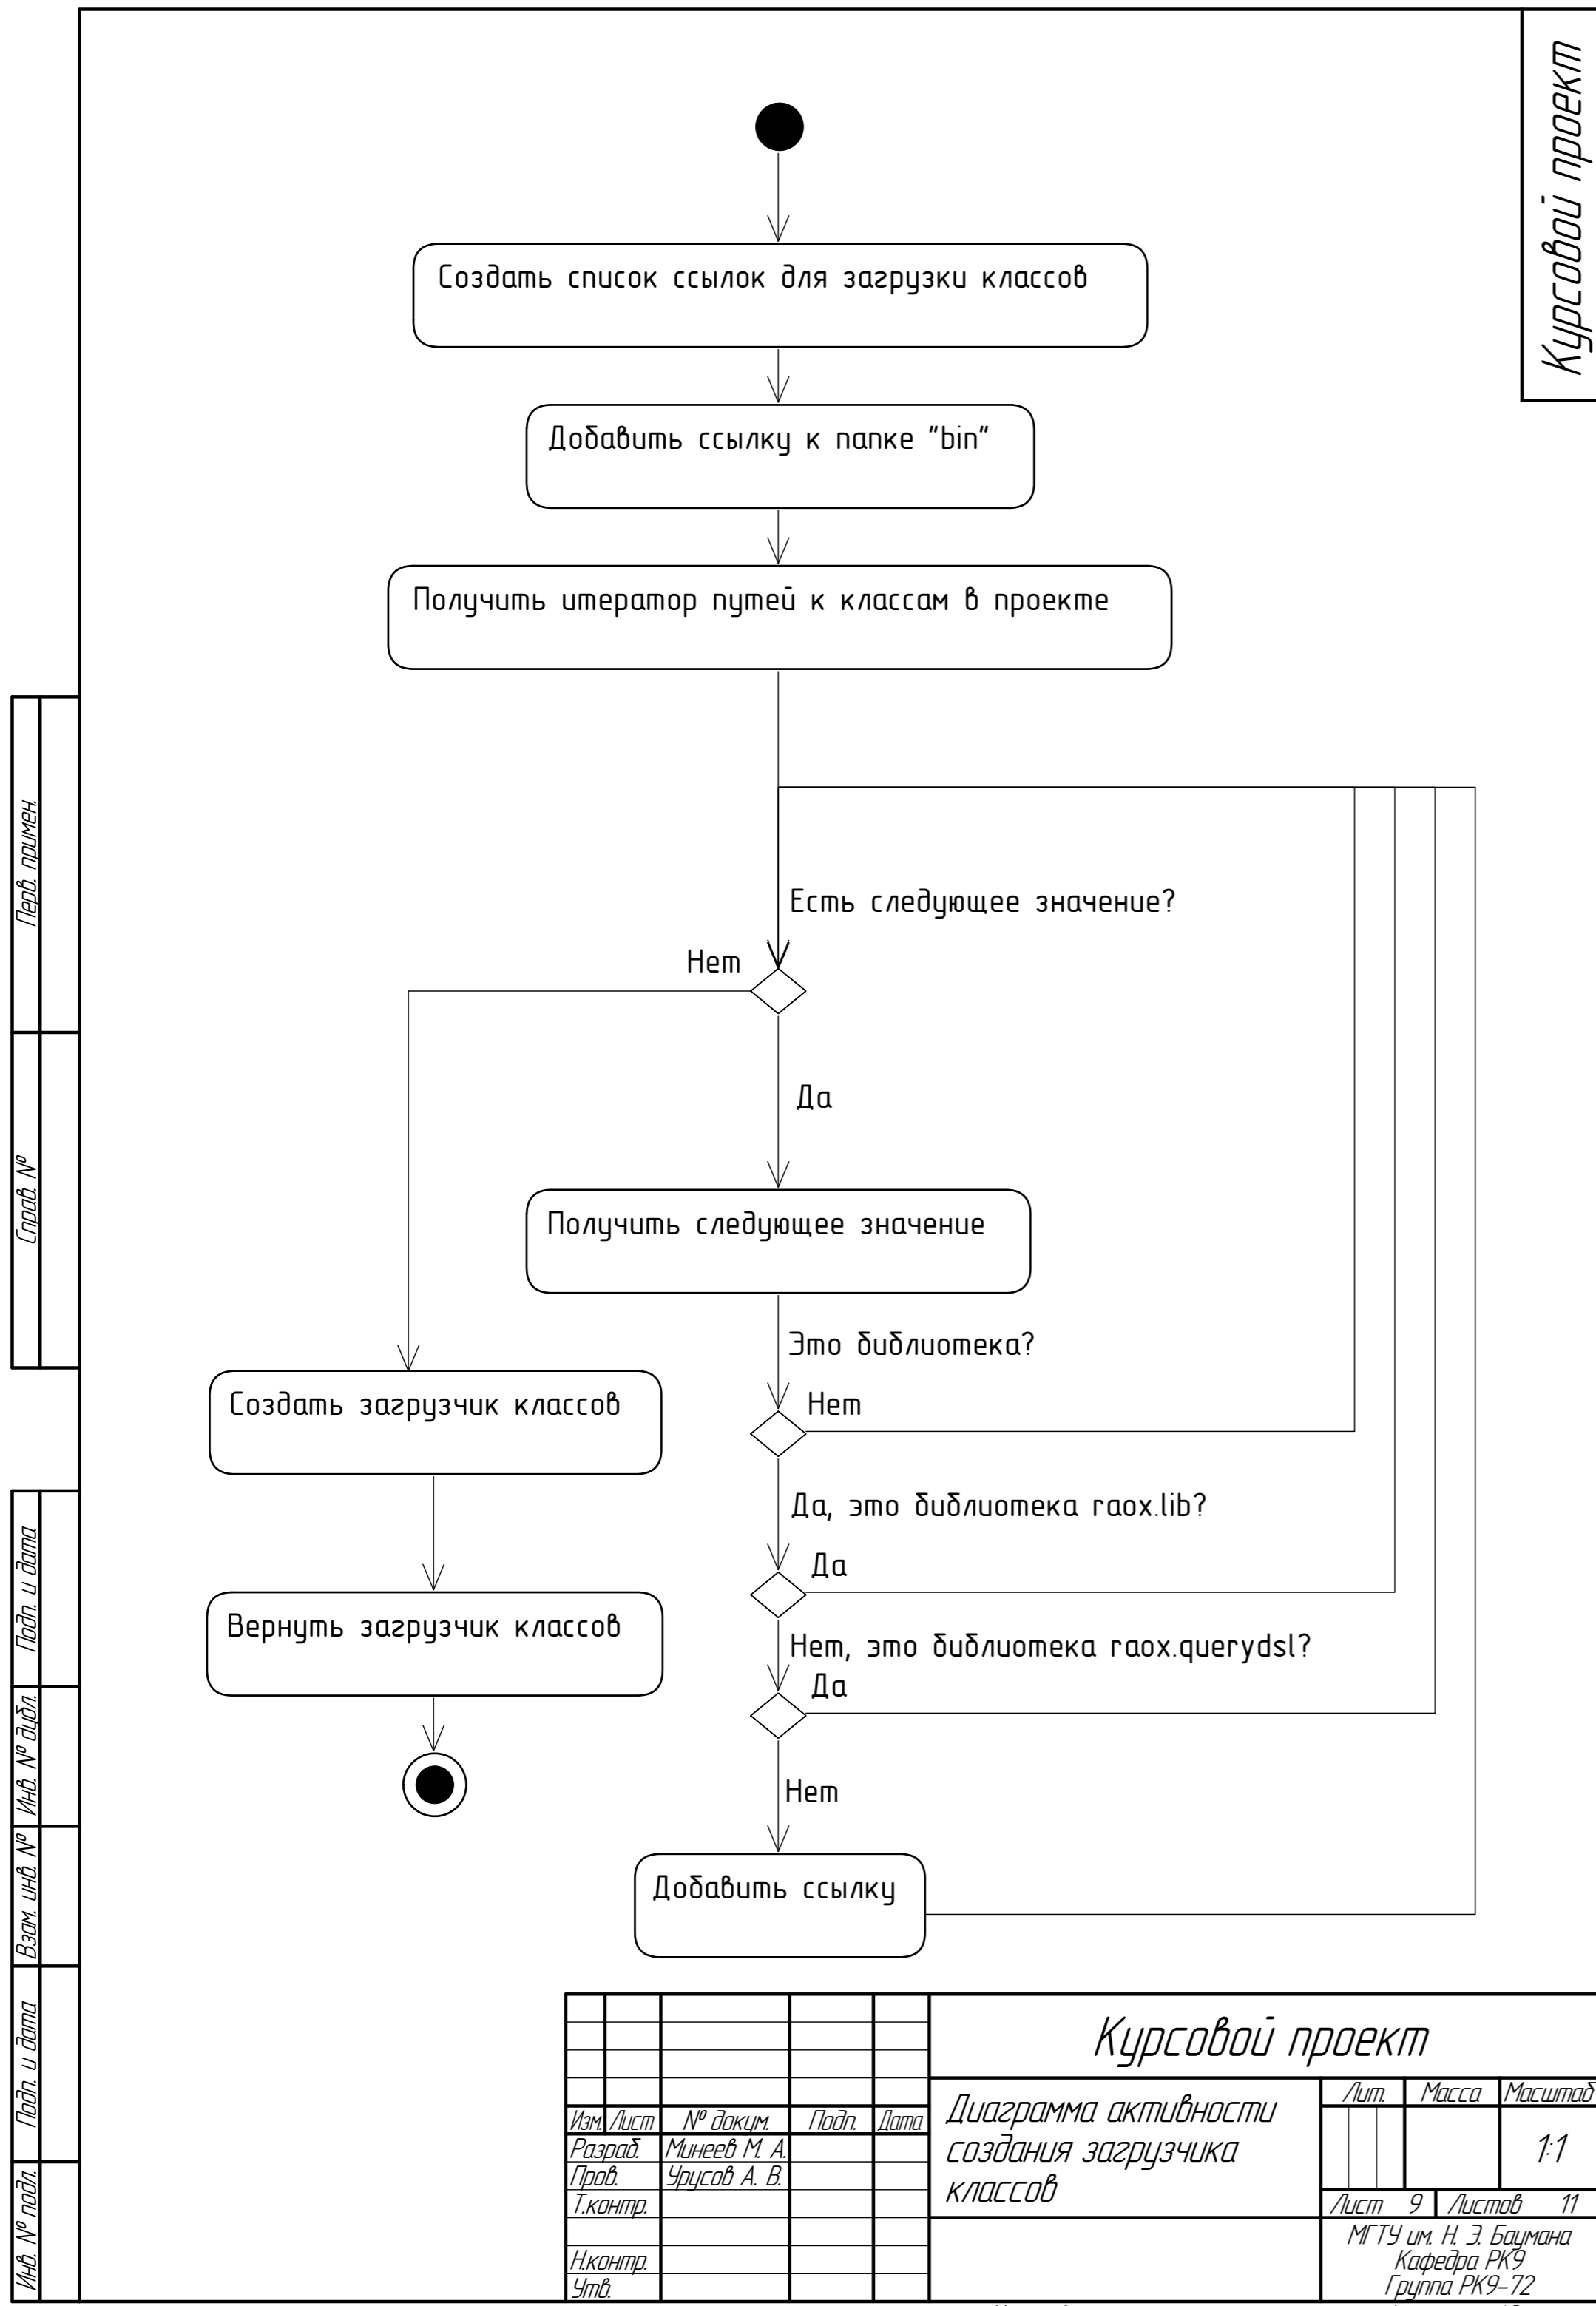 Курсовой проект
Создать список ссылок для загрузки классов
Добавить ссылку к папке "bin"
Получить итератор путей к классам в проекте
Есть следующее значение?
Нет
Да
Получить следующее значение
Это библиотека?
Нет
Создать загрузчик классов
Да, это библиотека raox.lib?
Да
Вернуть загрузчик классов
Нет, это библиотека raox.querydsl?
Да
Нет
Добавить ссылку
Перв. примен.
Справ. №
Подп. и дата
Инв. № дубл.
Взам. инв. №
Подп. и дата
Инв. № подл.
Курсовой проект
Изм. Лист № докум. Подп. Дата
Разраб. Минеев М. А.
Пров. Урусов А. В.
Т.контр.
Н.контр.
Утв.
Диаграмма активности
создания загрузчика
классов
Лит. Масса Масштаб
1:1
Лист 9 Листов 11
МГТУ им. Н. Э. Баумана
Кафедра РК9
Группа РК9-72